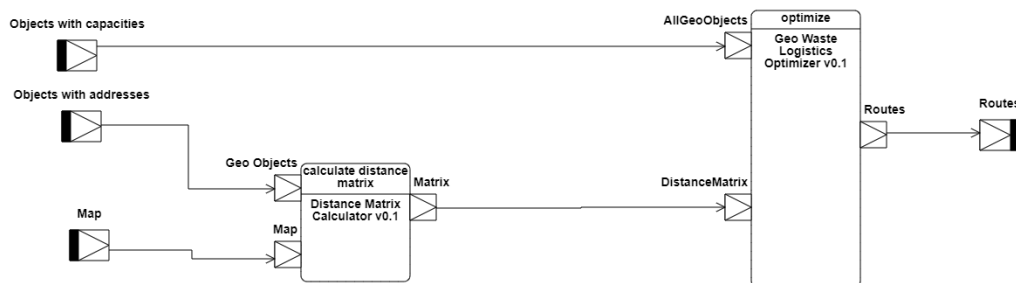 Objects with capacities
AllGeoObjects
optimize
Geo Waste
Logistics
Optimizer v0.1
Objects with addresses
Routes
Routes
Geo Objects
calculate distance
matrix
Matrix
DistanceMatrix
Distance Matrix
Calculator v0.1
Map
Map